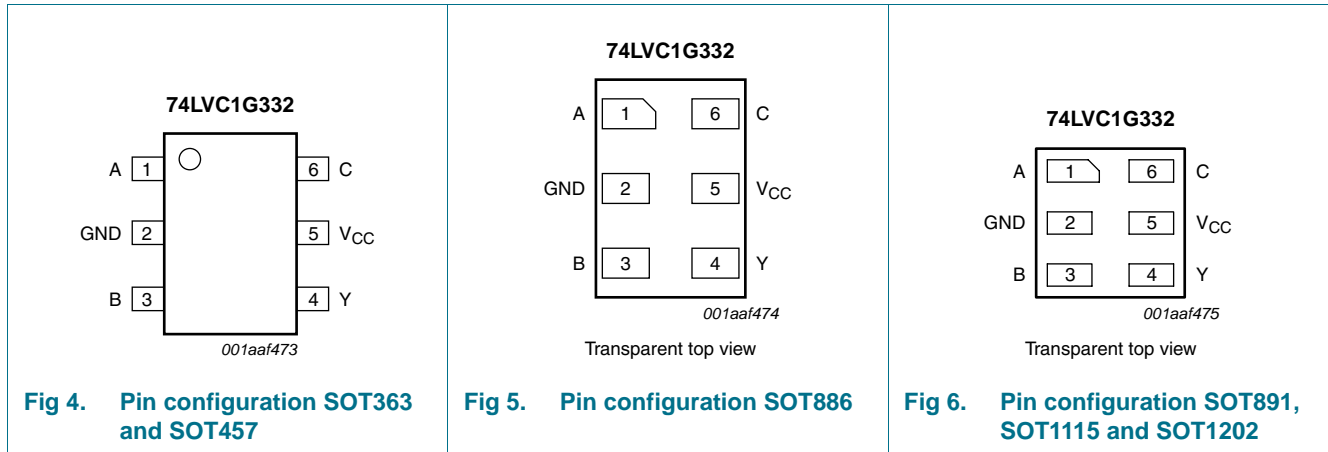 74LVC1G332
A 1 6 C
GND 2 5 VCC
B 3 4 Y
001aaf473
Fig 4. Pin configuration SOT363
and SOT457
74LVC1G332
A 1 6 C
GND 2 5 VCC
B 3 4 Y
001aaf474
Transparent top view
Fig 5. Pin configuration SOT886
74LVC1G332
A 1 6 C
GND 2 5 VCC
B 3 4 Y
001aaf475
Transparent top view
Fig 6. Pin configuration SOT891,
SOT1115 and SOT1202